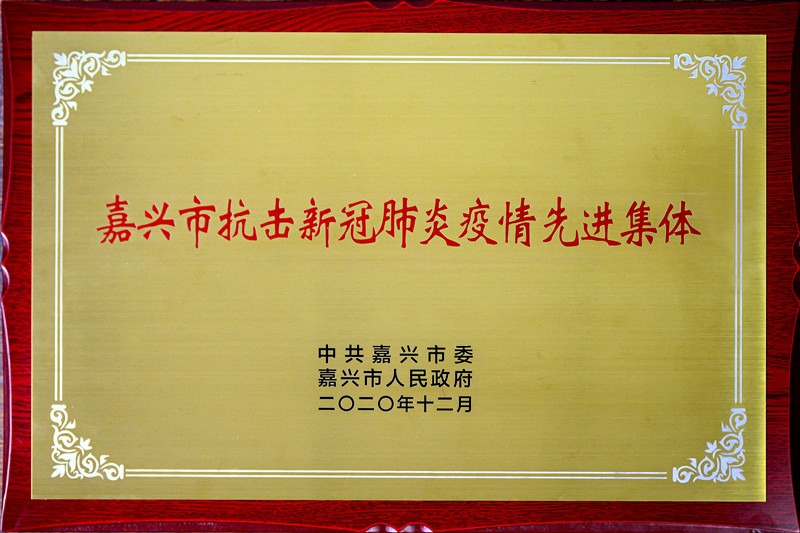 嘉兴市抗击新冠肺炎疫情先进集体
中共嘉兴市委
嘉兴市人民政府
二〇二〇年十二月